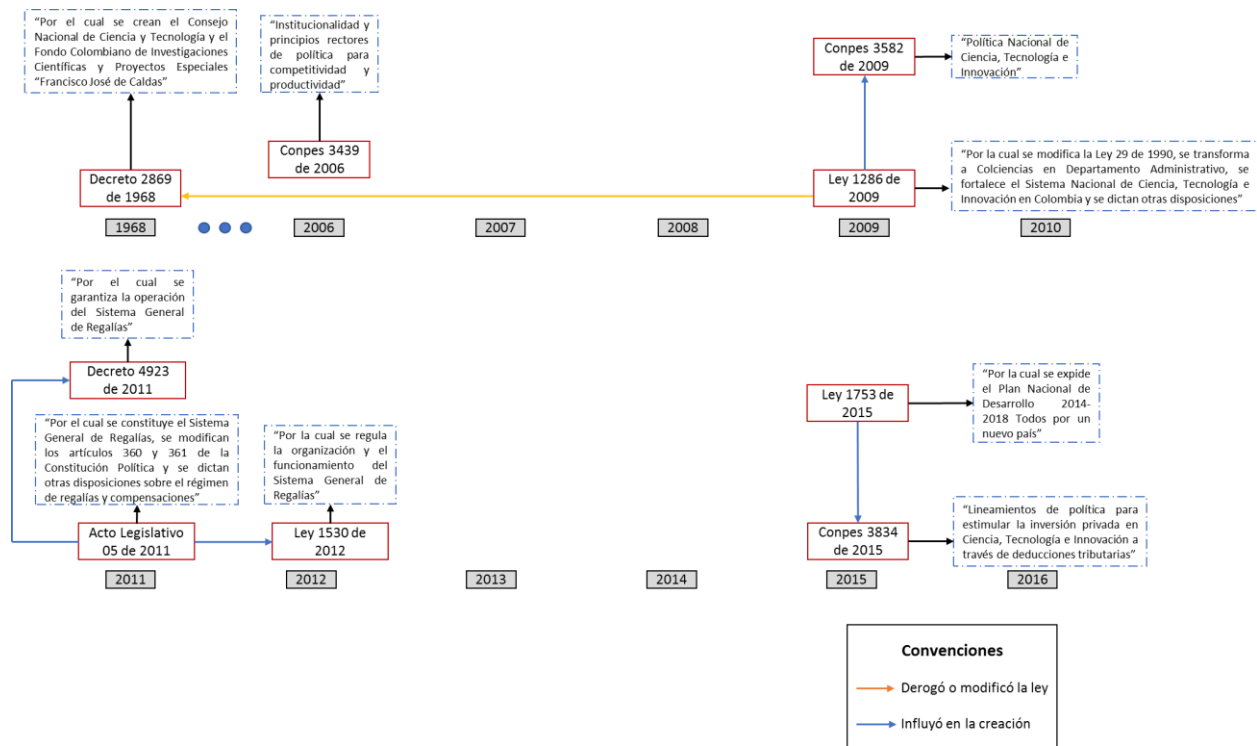 “Por el cual se crean el Consejo
Nacional de Ciencia y Tecnología y el
Fondo Colombiano de Investigaciones
Científicas y Proyectos Especiales
“Francisco José de Caldas”
“Institucionalidad y
principios rectores
de política para
competitividad y
productividad”
Conpes 3582
de 2009
“Política Nacional de
Ciencia, Tecnología e
Innovación”
Conpes 3439
de 2006
Decreto 2869
de 1968
Ley 1286 de
2009
“Por la cual se modifica la Ley 29 de 1990, se transforma
a Colciencias en Departamento Administrativo, se
fortalece el Sistema Nacional de Ciencia, Tecnología e
Innovación en Colombia y se dictan otras disposiciones”
1968
2006
2007
2008
2009
2010
“Por el cual se
garantiza la operación
del Sistema General
de Regalías”
Decreto 4923
de 2011
“Por el cual se constituye el Sistema
General de Regalías, se modifican
los artículos 360 y 361 de la
Constitución Política y se dictan
otras disposiciones sobre el régimen
de regalías y compensaciones”
“Por la cual se regula
la organización y el
funcionamiento del
Sistema General de
Regalías”
Ley 1753 de
2015
“Por la cual se expide
el Plan Nacional de
Desarrollo 2014-
2018 Todos por un
nuevo país”
Acto Legislativo
05 de 2011
Ley 1530 de
2012
Conpes 3834
de 2015
“Lineamientos de política para
estimular la inversión privada en
Ciencia, Tecnología e Innovación a
través de deducciones tributarias”
2011
2012
2013
2014
2015
2016
Convenciones
Derogó o modificó la ley
Influyó en la creación